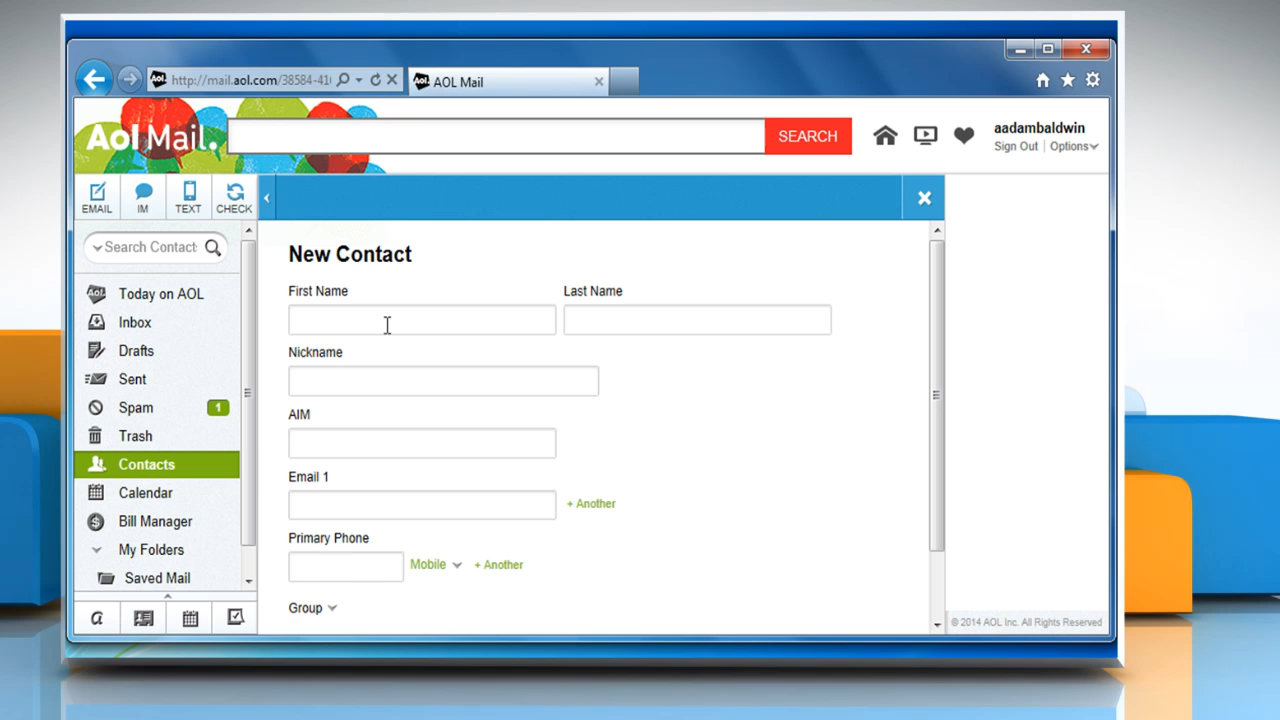 http://mail.aol.com/38584-41
Aol. AOL Mail
Aol Mail.
SEARCH
aadambaldwin
Sign Out | Options
EMAIL
IM
TEXT
CHECK
Search Contact
Today on AOL
Inbox
Drafts
Sent
Spam
1
Trash
Contacts
Calendar
Bill Manager
My Folders
Saved Mail
New Contact
First Name
Last Name
Nickname
AIM
Email 1
+ Another
Primary Phone
Mobile
+ Another
Group
© 2014 AOL Inc. All Rights Reserved